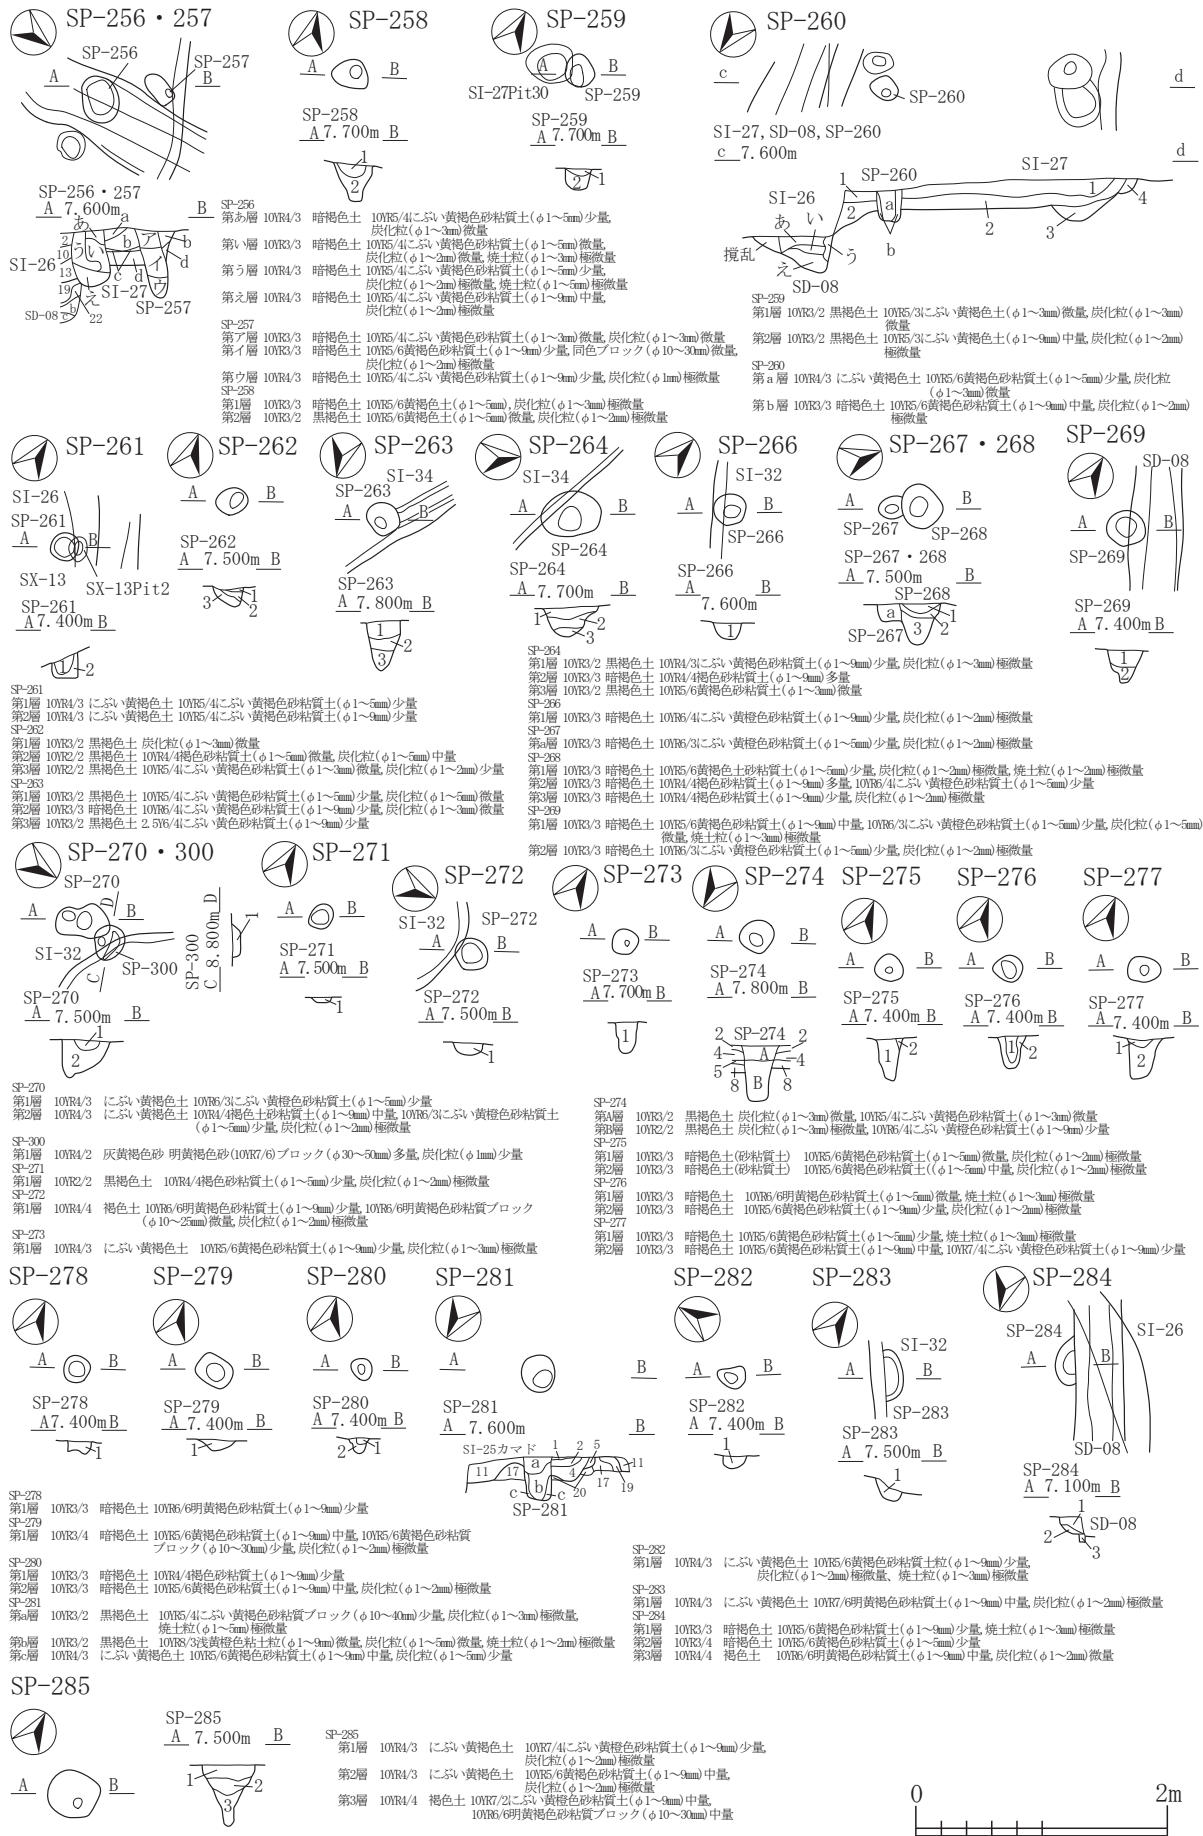 SP-256・257
SP-256
SP-257
A
B
SP-256・257
A 7.600m B
あ
a
2
10
13
19
う
い
b
ア
b
イ
d
c
d
ウ
え
SI-26
SI-27
SP-257
SD-08
b
c
22
SP-258
A
B
SP-258
A 7.700m B
1
2
SP-259
A
B
SI-27Pit30
SP-259
SP-259
A 7.700m B
1
2
SP-260
c
d
SP-260
SI-27, SD-08, SP-260
c 7.600m
d
SI-27
SP-260
1
4
SI-26
2
a
あ
い
2
3
撹乱
え
う
b
SD-08
SP-256
第あ層 10YR4/3 暗褐色土 10YR5/4にぶい黄褐色砂粘質土(φ1～5㎜)少量,
炭化粒(φ1～3㎜)微量
第い層 10YR3/3 暗褐色土 10YR5/4にぶい黄褐色砂粘質土(φ1～5㎜)微量,
炭化粒(φ1～2㎜)微量, 焼土粒(φ1～3㎜)極微量
第う層 10YR4/3 暗褐色土 10YR5/4にぶい黄褐色砂粘質土(φ1～5㎜)少量,
炭化粒(φ1～2㎜)極微量, 焼土粒(φ1～5㎜)極微量
第え層 10YR4/3 暗褐色土 10YR5/4にぶい黄褐色砂粘質土(φ1～9㎜)中量,
炭化粒(φ1～2㎜)極微量
SP-257
第ア層 10YR3/3 暗褐色土 10YR5/4にぶい黄褐色砂粘質土(φ1～3㎜)微量, 炭化粒(φ1～3㎜)微量
第イ層 10YR3/3 暗褐色土 10YR5/6黄褐色砂粘質土(φ1～9㎜)少量, 同色ブロック(φ10～30㎜)微量,
炭化粒(φ1～2㎜)極微量
第ウ層 10YR4/3 暗褐色土 10YR5/4にぶい黄褐色砂粘質土(φ1～9㎜)少量, 炭化粒(φ1㎜)極微量
SP-258
第1層 10YR3/3 暗褐色土 10YR5/6黄褐色土(φ1～5㎜), 炭化粒(φ1～3㎜)極微量
第2層 10YR3/2 黒褐色土 10YR5/6黄褐色土(φ1～5㎜)微量, 炭化粒(φ1～2㎜)極微量
SP-259
第1層 10YR3/2 黒褐色土 10YR5/3にぶい黄褐色土(φ1～3㎜)微量, 炭化粒(φ1～3㎜)
微量
第2層 10YR3/2 黒褐色土 10YR5/3にぶい黄褐色土(φ1～9㎜)中量, 炭化粒(φ1～2㎜)
極微量
SP-260
第a層 10YR4/3 にぶい黄褐色土 10YR5/6黄褐色砂粘質土(φ1～5㎜)少量, 炭化粒
(φ1～3㎜)微量
第b層 10YR3/3 暗褐色土 10YR5/6黄褐色砂粘質土(φ1～9㎜)中量, 炭化粒(φ1～2㎜)
極微量
SP-261
SI-26
SP-261
A
B
SX-13
SX-13Pit2
SP-261
A 7.400m B
1
2
SP-262
A
B
SP-262
A 7.500m B
1
3
2
SP-263
SI-34
SP-263
A
B
SP-263
A 7.800m B
1
2
3
SP-264
SI-34
A
B
SP-264
SP-264
A 7.700m B
1
2
3
SP-266
SI-32
A
B
SP-266
SP-266
A B
7.600m
1
SP-267・268
A
B
SP-267
SP-268
SP-267・268
A 7.500m B
SP-268
a
1
3
2
SP-267
SP-269
SD-08
A
B
SP-269
SP-269
A 7.400m B
1
2
SP-261
第1層 10YR4/3 にぶい黄褐色土 10YR5/4にぶい黄褐色砂粘質土(φ1～5㎜)少量
第2層 10YR4/3 にぶい黄褐色土 10YR5/4にぶい黄褐色砂粘質土(φ1～9㎜)少量
SP-262
第1層 10YR3/2 黒褐色土 炭化粒(φ1～3㎜)微量
第2層 10YR2/2 黒褐色土 10YR4/4褐色砂粘質土(φ1～5㎜)微量, 炭化粒(φ1～5㎜)中量
第3層 10YR2/2 黒褐色土 10YR5/4にぶい黄褐色砂粘質土(φ1～3㎜)微量, 炭化粒(φ1～2㎜)少量
SP-263
第1層 10YR3/2 黒褐色土 10YR5/4にぶい黄褐色砂粘質土(φ1～5㎜)少量, 炭化粒(φ1～5㎜)微量
第2層 10YR3/3 暗褐色土 10YR6/4にぶい黄橙色砂粘質土(φ1～9㎜)少量, 炭化粒(φ1～3㎜)微量
第3層 10YR3/2 黒褐色土 2.5Y6/4にぶい黄色砂粘質土(φ1～9㎜)少量
SP-264
第1層 10YR3/2 黒褐色土 10YR4/3にぶい黄褐色砂粘質土(φ1～9㎜)少量, 炭化粒(φ1～3㎜)極微量
第2層 10YR3/3 暗褐色土 10YR4/4褐色砂粘質土(φ1～9㎜)多量
第3層 10YR3/2 黒褐色土 10YR5/6黄褐色砂粘質土(φ1～3㎜)微量
SP-266
第1層 10YR3/3 暗褐色土 10YR6/4にぶい黄橙色砂粘質土(φ1～9㎜)少量, 炭化粒(φ1～2㎜)極微量
SP-267
第a層 10YR3/3 暗褐色土 10YR6/3にぶい黄橙色砂粘質土(φ1～5㎜)少量, 炭化粒(φ1～2㎜)極微量
SP-268
第1層 10YR3/3 暗褐色土 10YR5/6黄褐色土砂粘質土(φ1～5㎜)少量, 炭化粒(φ1～2㎜)極微量, 焼土粒(φ1～2㎜)極微量
第2層 10YR3/3 暗褐色土 10YR4/4褐色砂粘質土(φ1～9㎜)多量, 10YR6/4にぶい黄橙色砂粘質土(φ1～5㎜)少量
第3層 10YR3/3 暗褐色土 10YR4/4褐色砂粘質土(φ1～9㎜)少量, 炭化粒(φ1～2㎜)極微量
SP-269
第1層 10YR3/3 暗褐色土 10YR5/6黄褐色砂粘質土(φ1～9㎜)中量, 10YR6/3にぶい黄橙色砂粘質土(φ1～5㎜)少量, 炭化粒(φ1～5㎜)
微量, 焼土粒(φ1～3㎜)極微量
第2層 10YR3/3 暗褐色土 10YR6/3にぶい黄橙色砂粘質土(φ1～5㎜)少量, 炭化粒(φ1～2㎜)極微量
SP-270・300
SP-270
A
D
B
SI-32
SP-300
C
SP-300
C 8.800m D
1
SP-270
A 7.500m B
1
2
SP-271
A
B
SP-271
A 7.500m B
1
SP-272
SI-32
SP-272
A
B
SP-272
A 7.500m B
1
SP-273
A
B
SP-273
A 7.700m B
1
SP-274
A
B
SP-274
A 7.800m B
2
SP-274
2
4
A
4
5
8
B
8
SP-275
A
B
SP-275
A 7.400m B
2
1
SP-276
A
B
SP-276
A 7.400m B
1
2
SP-277
A
B
SP-277
A 7.400m B
1
2
SP-270
第1層 10YR4/3 にぶい黄褐色土 10YR6/3にぶい黄橙色砂粘質土(φ1～5㎜)少量
第2層 10YR4/3 にぶい黄褐色土 10YR4/4褐色土砂粘質土(φ1～9㎜)中量, 10YR6/3にぶい黄橙色砂粘質土
(φ1～5㎜)少量, 炭化粒(φ1～2㎜)極微量
SP-300
第1層 10YR4/2 灰黄褐色砂 明黄褐色砂(10YR7/6)ブロック(φ30～50㎜)多量, 炭化粒(φ1㎜)少量
SP-271
第1層 10YR2/2 黒褐色土 10YR4/4褐色砂粘質土(φ1～5㎜)少量, 炭化粒(φ1～2㎜)極微量
SP-272
第1層 10YR4/4 褐色土 10YR6/6明黄褐色砂粘質土(φ1～9㎜)少量, 10YR6/6明黄褐色砂粘質ブロック
(φ10～25㎜)微量, 炭化粒(φ1～2㎜)極微量
SP-273
第1層 10YR4/3 にぶい黄褐色土 10YR5/6黄褐色砂粘質土(φ1～9㎜)少量, 炭化粒(φ1～3㎜)極微量
SP-274
第A層 10YR3/2 黒褐色土 炭化粒(φ1～3㎜)微量, 10YR5/4にぶい黄褐色砂粘質土(φ1～3㎜)微量
第B層 10YR2/2 黒褐色土 炭化粒(φ1～3㎜)極微量, 10YR6/4にぶい黄橙色砂粘質土(φ1～9㎜)少量
SP-275
第1層 10YR3/3 暗褐色土(砂粘質土) 10YR5/6黄褐色砂粘質土(φ1～5㎜)微量, 炭化粒(φ1～2㎜)極微量
第2層 10YR3/3 暗褐色土(砂粘質土) 10YR5/6黄褐色砂粘質土((φ1～5㎜)中量, 炭化粒(φ1～2㎜)極微量
SP-276
第1層 10YR3/3 暗褐色土 10YR6/6明黄褐色砂粘質土(φ1～5㎜)微量, 焼土粒(φ1～3㎜)極微量
第2層 10YR3/3 暗褐色土 10YR5/6黄褐色砂粘質土(φ1～9㎜)少量, 炭化粒(φ1～2㎜)極微量
SP-277
第1層 10YR3/3 暗褐色土 10YR5/6黄褐色砂粘質土(φ1～5㎜)少量, 焼土粒(φ1～3㎜)極微量
第2層 10YR3/3 暗褐色土 10YR5/6黄褐色砂粘質土(φ1～9㎜)中量, 10YR7/4にぶい黄橙色砂粘質土(φ1～9㎜)少量
SP-278
A
B
SP-278
A 7.400m B
1
SP-279
A
B
SP-279
A 7.400m B
1
SP-280
A
B
SP-280
A 7.400m B
2
1
SP-281
A
B
SP-281
A 7.600m B
SI-25カマド
1
2
5
11
17
a
4
17
11
19
b
c
c
20
SP-281
SP-282
A
B
SP-282
A 7.400m B
1
SP-283
SI-32
A
B
SP-283
SP-283
A 7.500m B
1
SP-284
SP-284
SI-26
A
B
SD-08
SP-284
A 7.100m B
1
SD-08
2
3
SP-278
第1層 10YR3/3 暗褐色土 10YR6/6明黄褐色砂粘質土(φ1～9㎜)少量
SP-279
第1層 10YR3/4 暗褐色土 10YR5/6黄褐色砂粘質土(φ1～9㎜)中量, 10YR5/6黄褐色砂粘質
ブロック(φ10～30㎜)少量, 炭化粒(φ1～2㎜)極微量
SP-280
第1層 10YR3/3 暗褐色土 10YR4/4褐色砂粘質土(φ1～9㎜)少量
第2層 10YR3/3 暗褐色土 10YR5/6黄褐色砂粘質土(φ1～9㎜)中量, 炭化粒(φ1～2㎜)極微量
SP-281
第a層 10YR3/2 黒褐色土 10YR5/4にぶい黄褐色砂粘質ブロック(φ10～40㎜)少量, 炭化粒(φ1～3㎜)極微量,
焼土粒(φ1～5㎜)極微量
第b層 10YR3/2 黒褐色土 10YR8/3浅黄橙色粘土粒(φ1～9㎜)微量, 炭化粒(φ1～5㎜)微量, 焼土粒(φ1～2㎜)極微量
第c層 10YR4/3 にぶい黄褐色土 10YR5/6黄褐色砂粘質土(φ1～9㎜)中量, 炭化粒(φ1～5㎜)少量
SP-282
第1層 10YR4/3 にぶい黄褐色土 10YR5/6黄褐色砂粘質土粒(φ1～9㎜)少量,
炭化粒(φ1～2㎜)極微量、焼土粒(φ1～3㎜)極微量
SP-283
第1層 10YR4/3 にぶい黄褐色土 10YR7/6明黄褐色砂粘質土(φ1～9㎜)中量, 炭化粒(φ1～2㎜)極微量
SP-284
第1層 10YR3/3 暗褐色土 10YR5/6黄褐色砂粘質土(φ1～9㎜)少量, 焼土粒(φ1～3㎜)極微量
第2層 10YR3/4 暗褐色土 10YR5/6黄褐色砂粘質土(φ1～5㎜)少量
第3層 10YR4/4 褐色土 10YR6/6明黄褐色砂粘質土(φ1～9㎜)中量, 炭化粒(φ1～2㎜)微量
SP-285
A
B
SP-285
A 7.500m B
1
2
3
SP-285
第1層 10YR4/3 にぶい黄褐色土 10YR7/4にぶい黄橙色砂粘質土(φ1～9㎜)少量,
炭化粒(φ1～2㎜)極微量
第2層 10YR4/3 にぶい黄褐色土 10YR5/6黄褐色砂粘質土(φ1～9㎜)中量,
炭化粒(φ1～2㎜)極微量
第3層 10YR4/4 褐色土 10YR7/2にぶい黄橙色砂粘質土(φ1～9㎜)中量,
10YR6/6明黄褐色砂粘質ブロック(φ10～30㎜)中量
0 2m